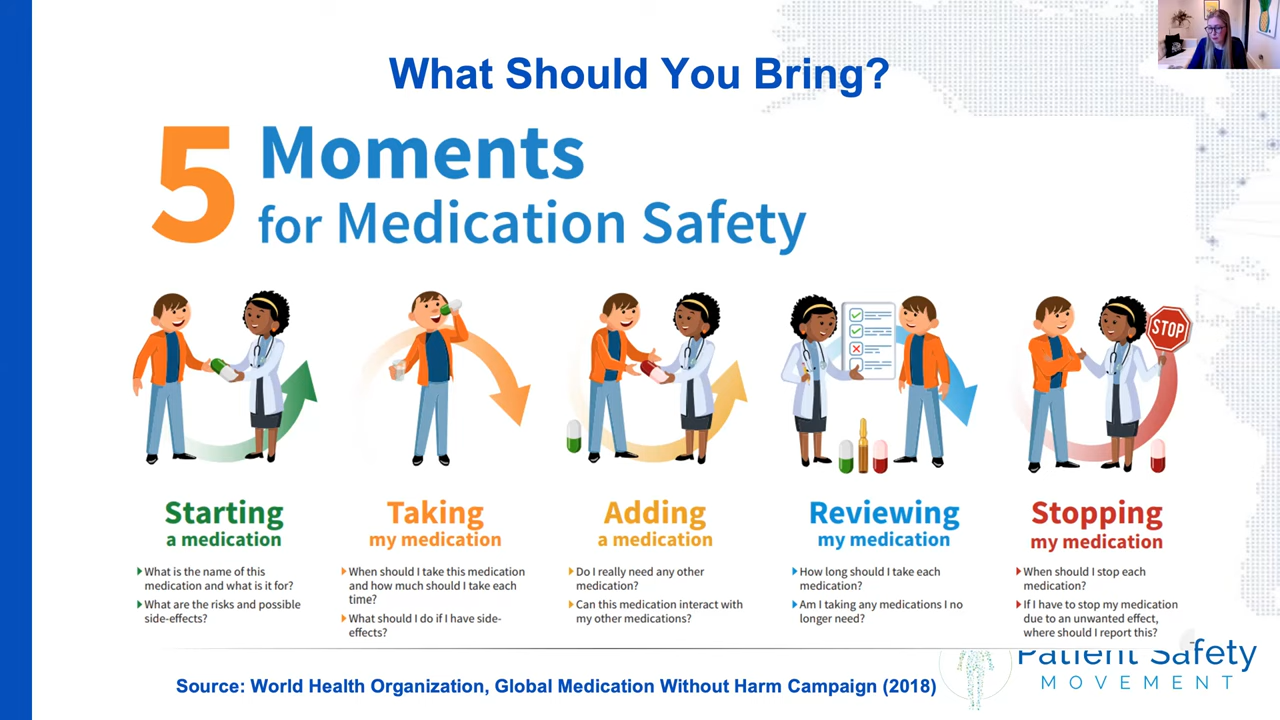 What Should You Bring?
5 Moments
for Medication Safety
STOP
Starting
a medication
What is the name of this
medication and what is it for?
What are the risks and possible
side-effects?
Taking
my medication
When should I take this medication
and how much should I take each
time?
What should I do if I have side-
effects?
Adding
a medication
Do I really need any other
medication?
Can this medication interact with
my other medications?
Reviewing
my medication
How long should I take each
medication?
Am I taking any medications I no
longer need?
Stopping
my medication
When should I stop each
medication?
If I have to stop my medication
due to an unwanted effect,
where should I report this?
Patient Safety
MOVEMENT
Source: World Health Organization, Global Medication Without Harm Campaign (2018)